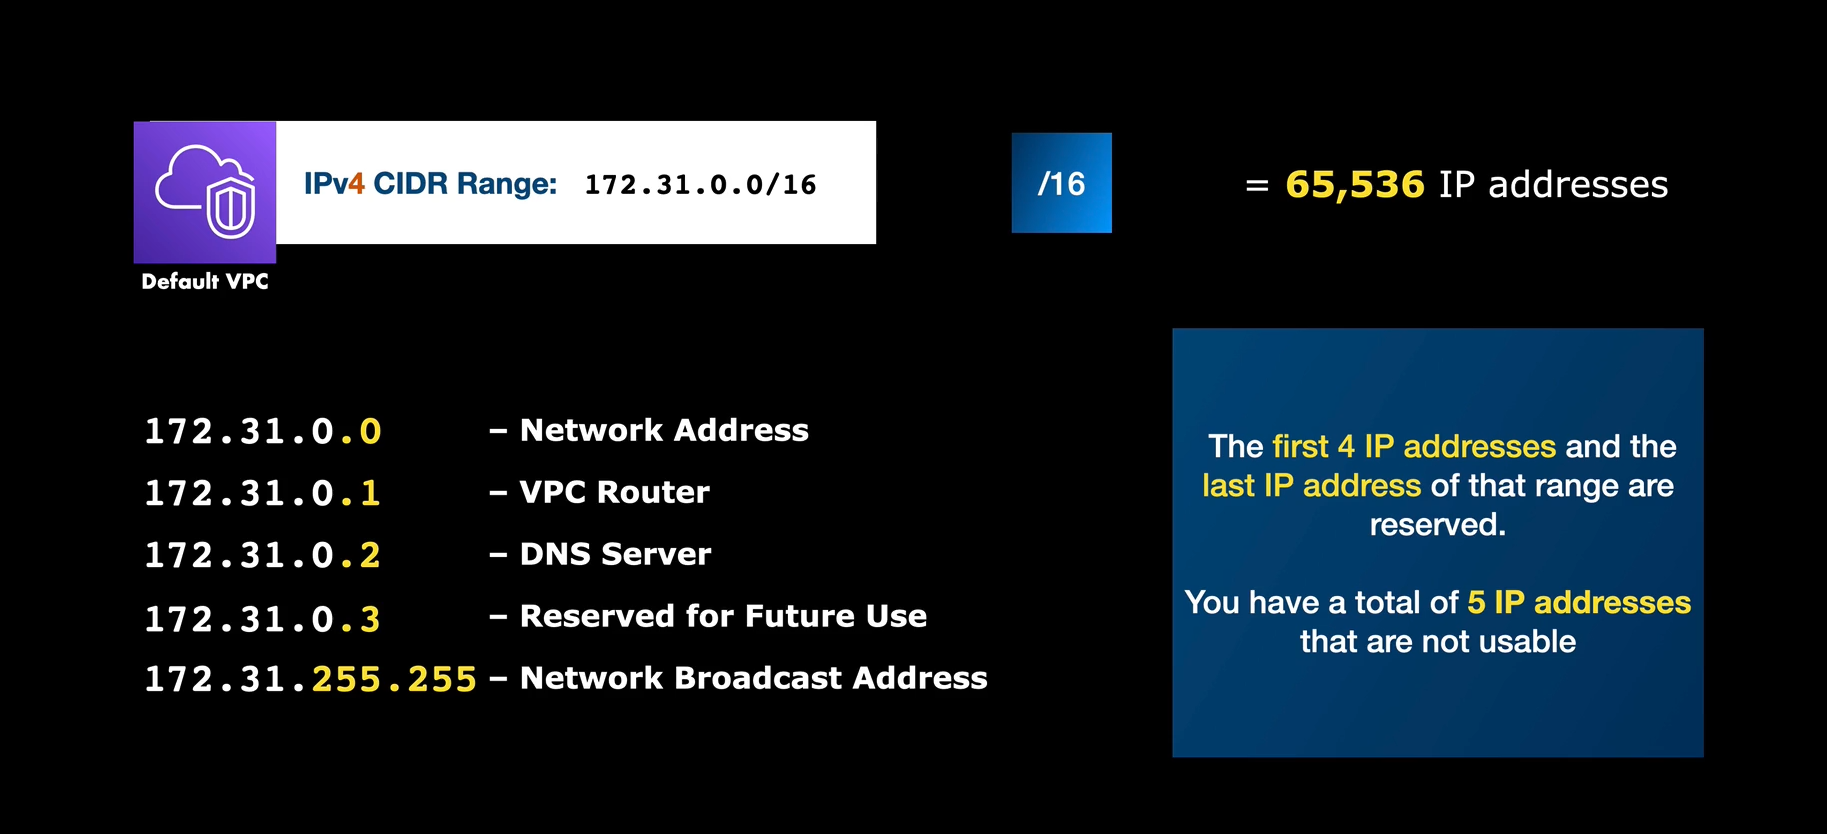 IPv4 CIDR Range: 172.31.0.0/16
/16
= 65,536 IP addresses
Default VPC
172.31.0.0 – Network Address
172.31.0.1 – VPC Router
172.31.0.2 – DNS Server
172.31.0.3 – Reserved for Future Use
172.31.255.255 – Network Broadcast Address
The first 4 IP addresses and the
last IP address of that range are
reserved.
You have a total of 5 IP addresses
that are not usable